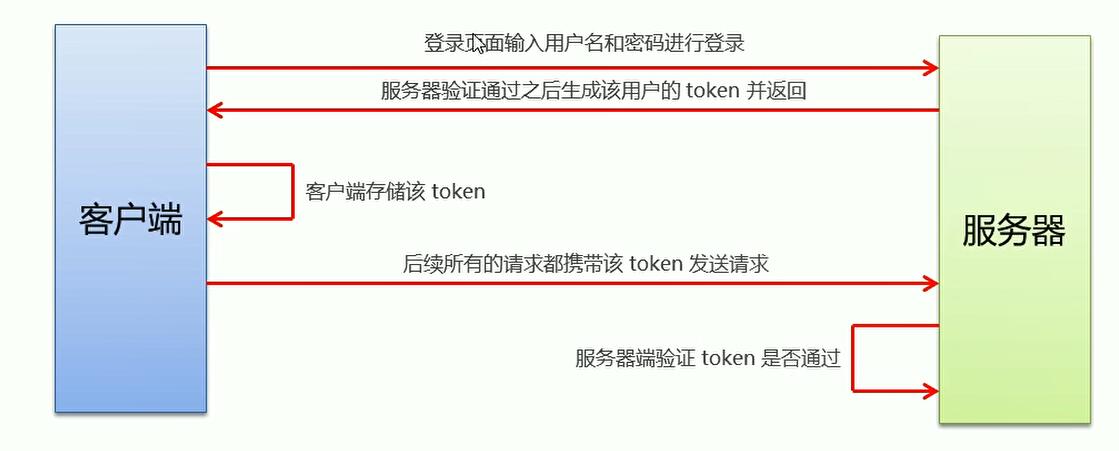 登录页面输入用户名和密码进行登录
服务器验证通过之后生成该用户的 token 并返回
客户端存储该 token
客户端
服务器
后续所有的请求都携带该 token 发送请求
服务器端验证 token 是否通过